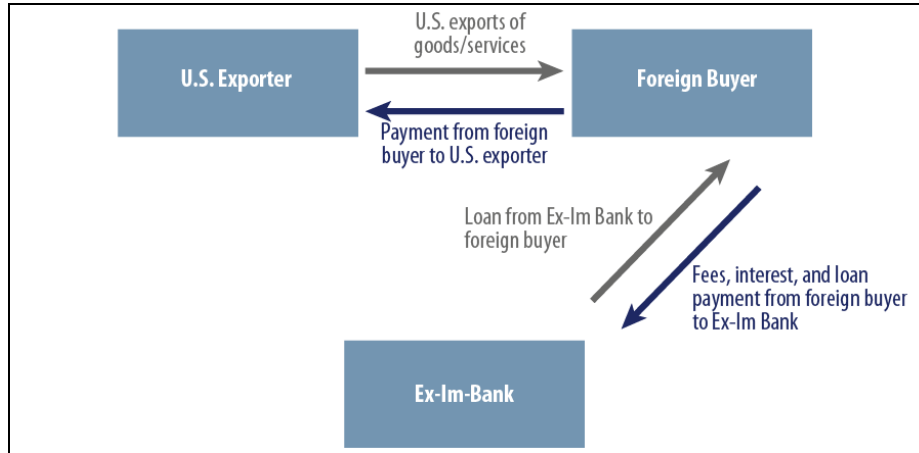 U.S. exports of
goods/services
U.S. Exporter
Foreign Buyer
Payment from foreign
buyer to U.S. exporter
Loan from Ex-Im Bank to
foreign buyer
Fees, interest, and loan
payment from foreign buyer
to Ex-Im Bank
Ex-Im-Bank